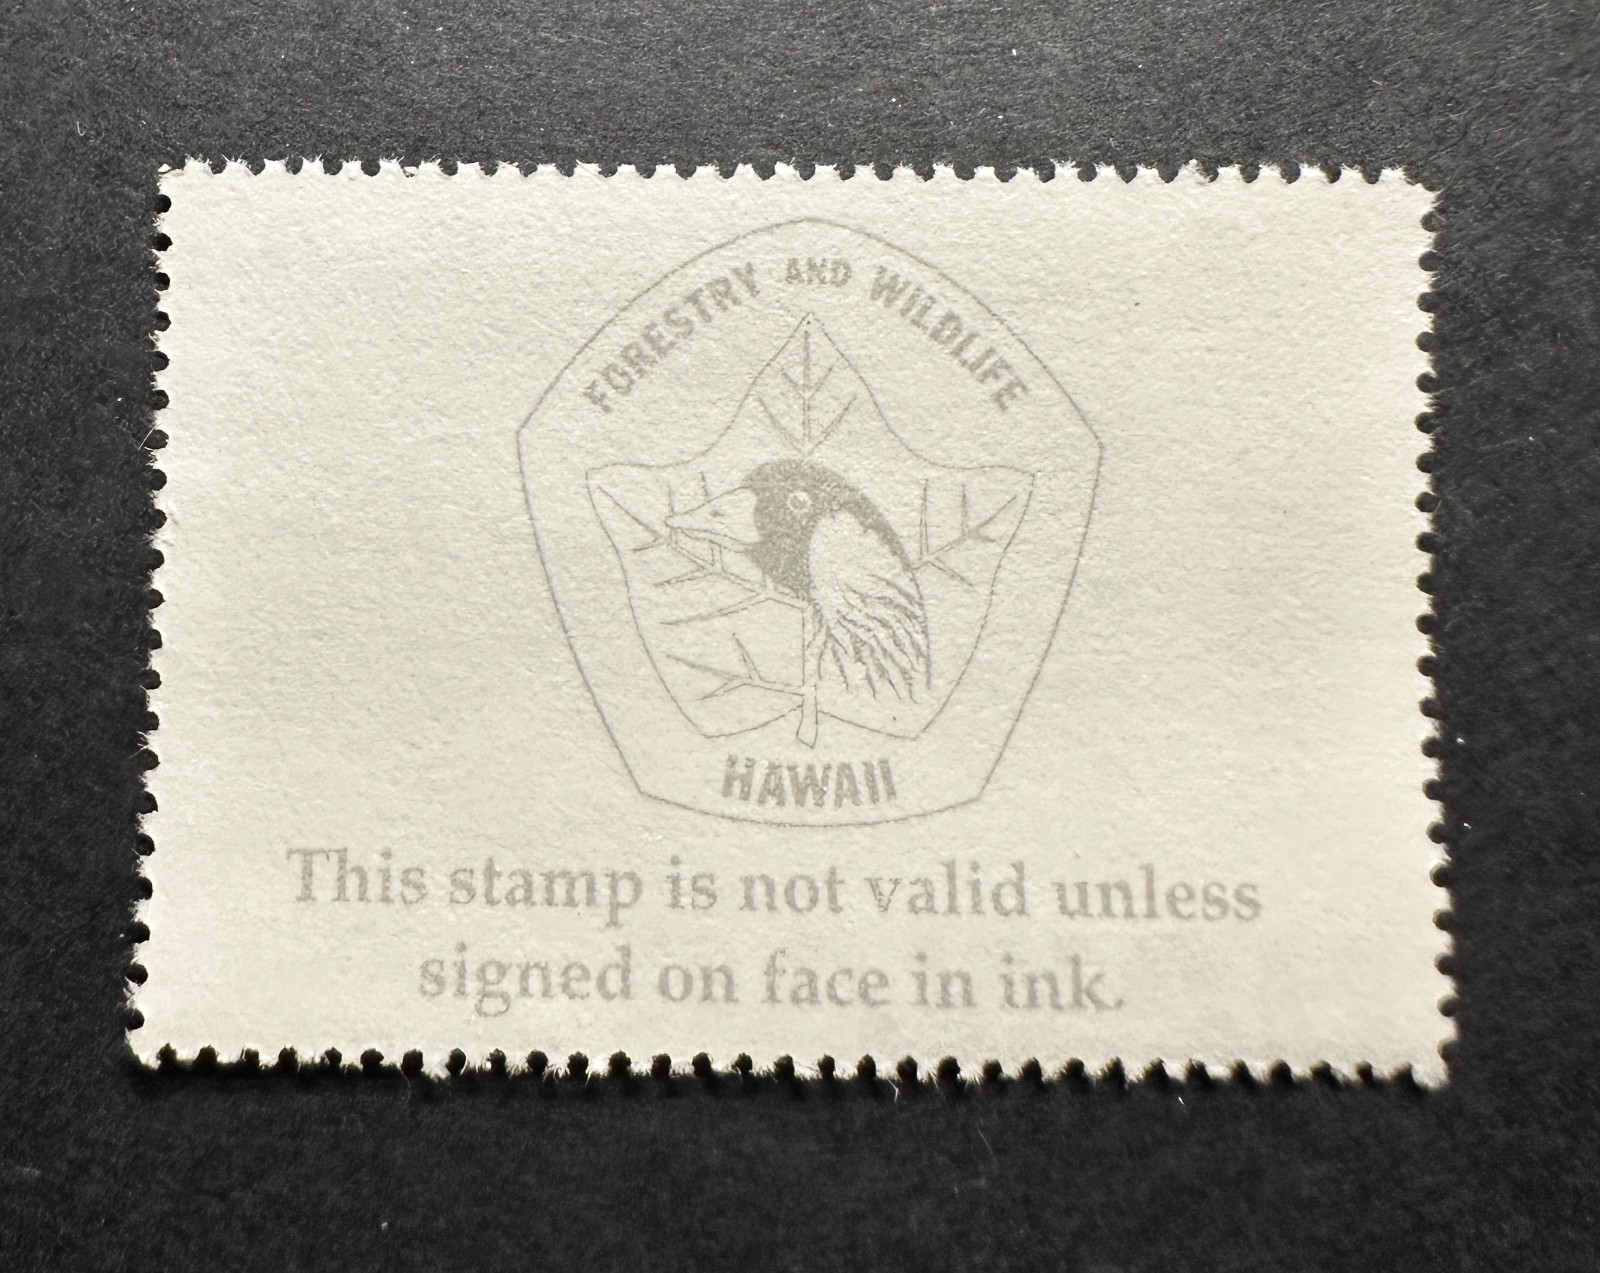 FORESTRY AND WILDLIFE
HAWAII
This stamp is not valid unless
signed on face in ink.